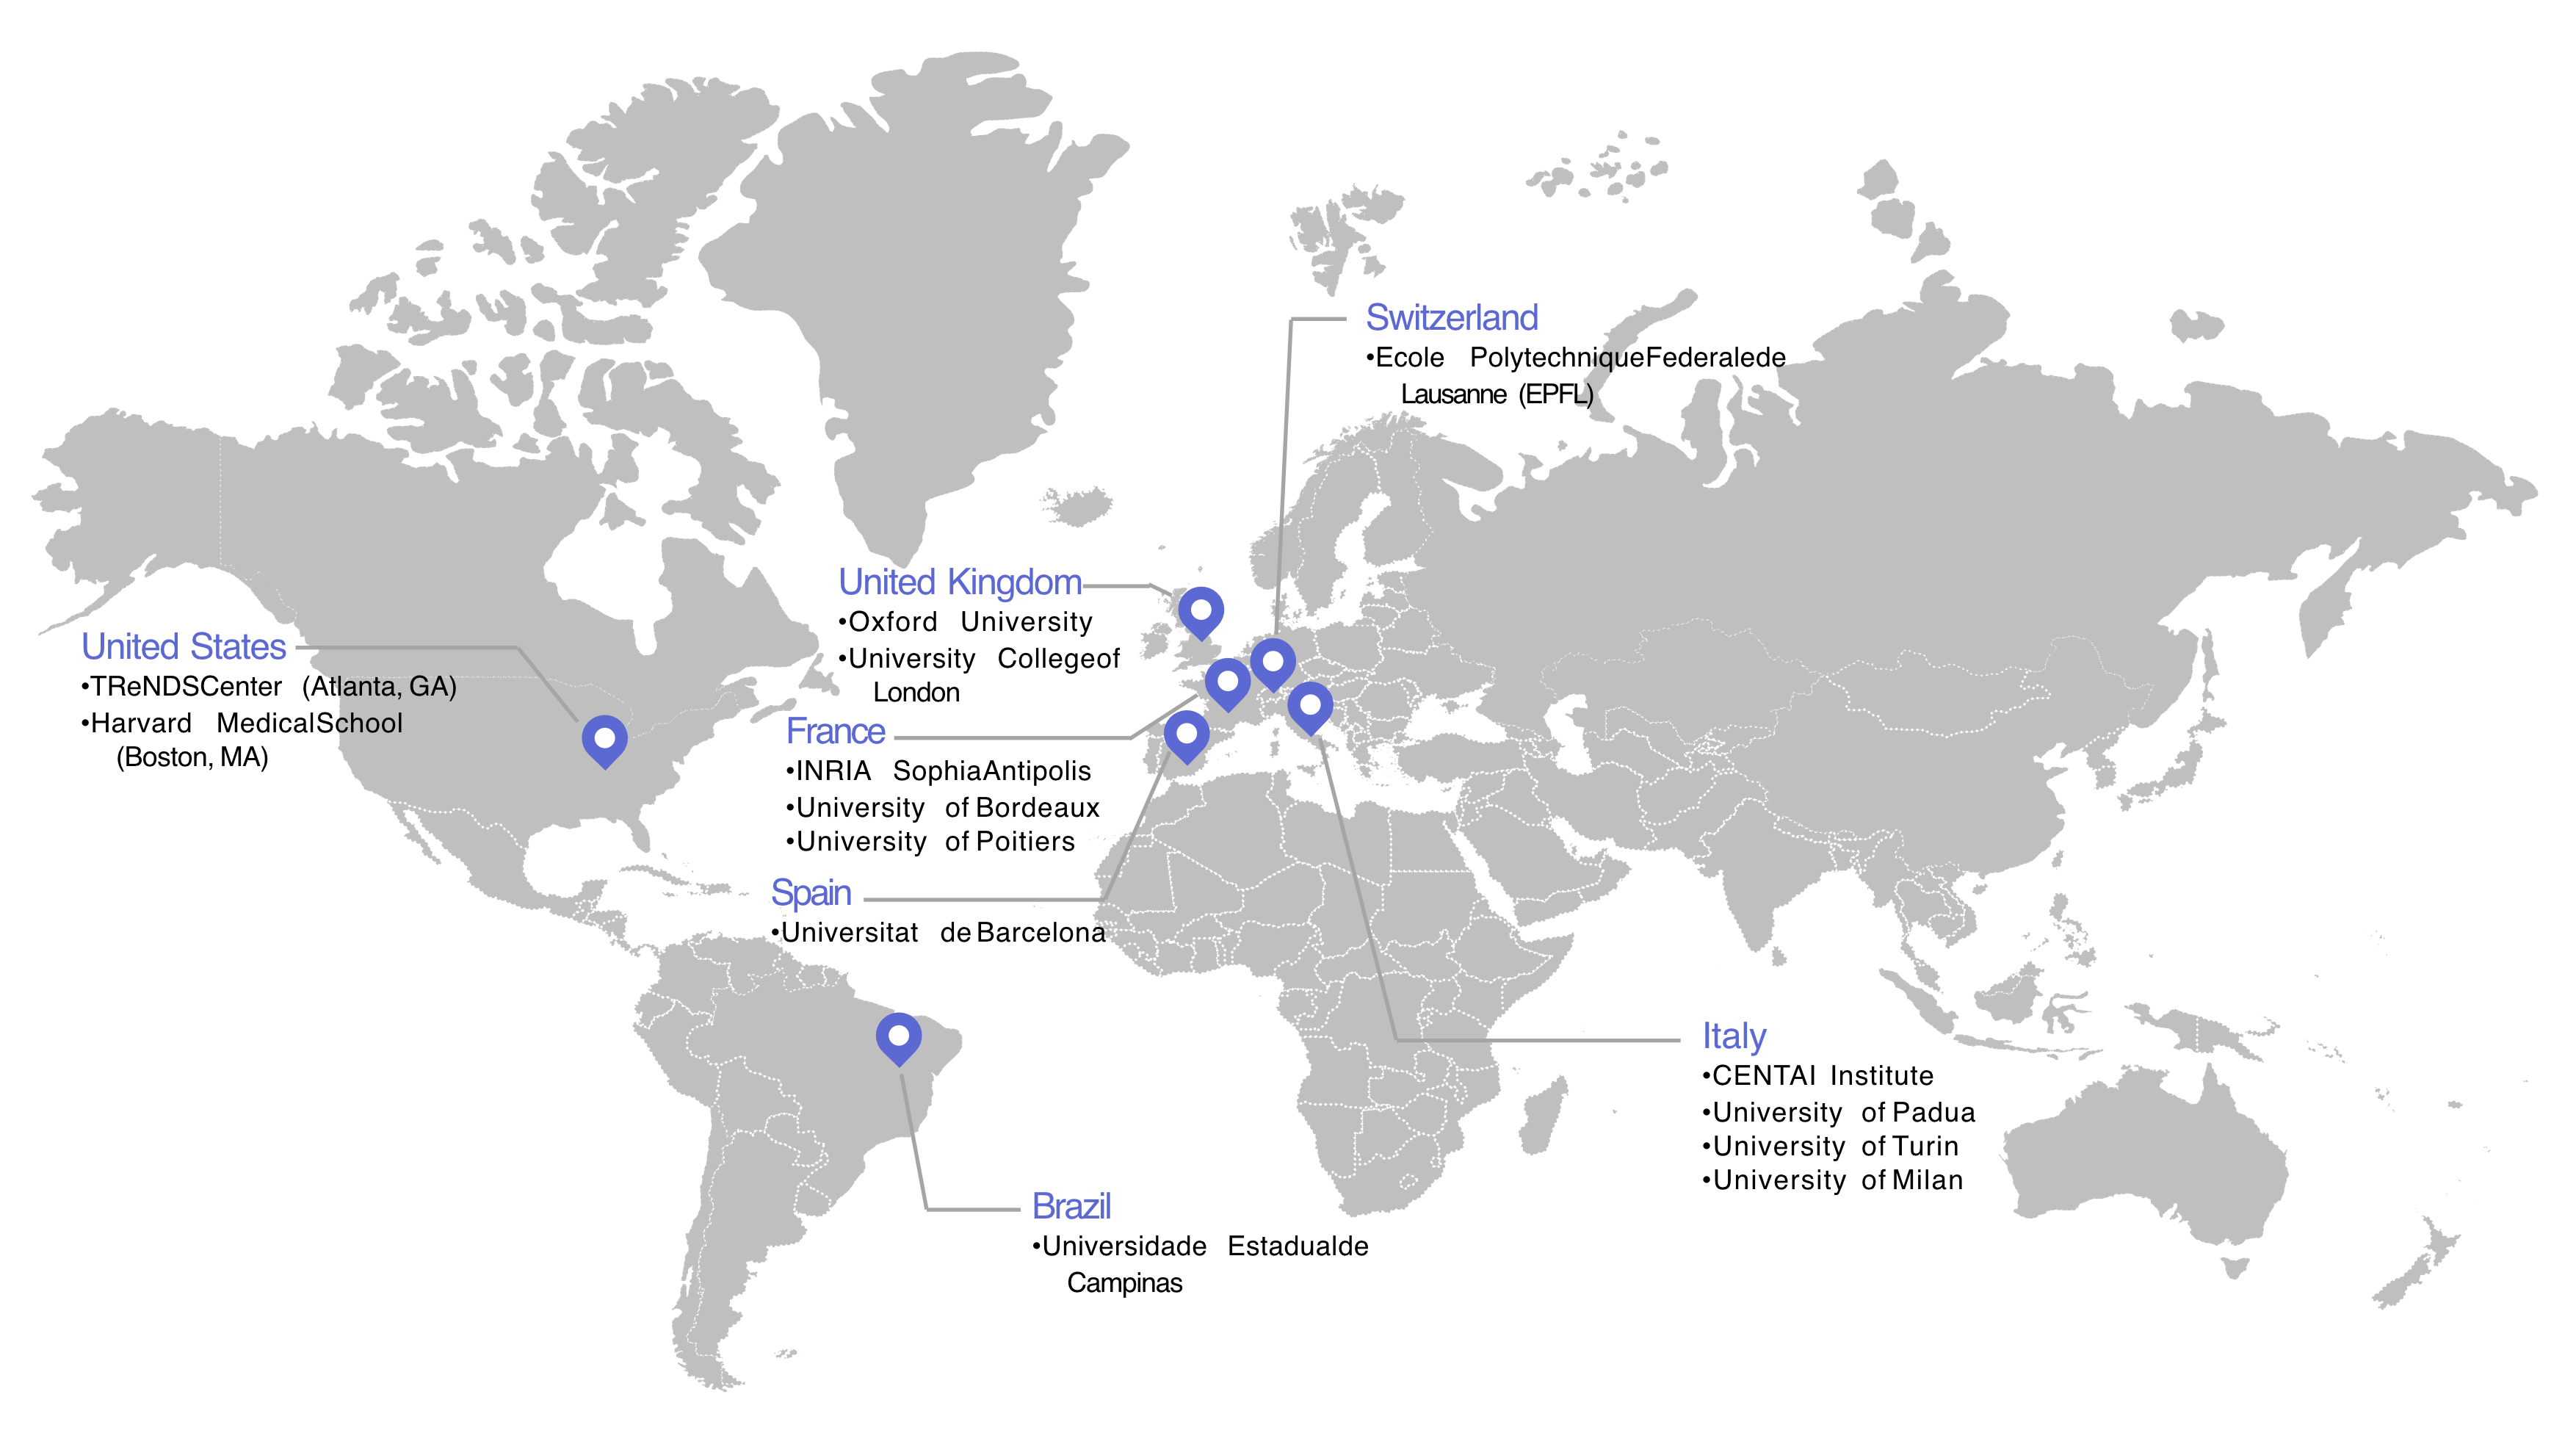 Switzerland
•Ecole PolytechniqueFederalede
Lausanne (EPFL)
United Kingdom
•Oxford University
•University Collegeof
London
United States
•TReNDSCenter (Atlanta, GA)
•Harvard MedicalSchool
(Boston, MA)
France
•INRIA SophiaAntipolis
•University of Bordeaux
•University of Poitiers
Spain
•Universitat de Barcelona
Italy
•CENTAI Institute
•University of Padua
•University of Turin
•University of Milan
Brazil
•Universidade Estadualde
Campinas